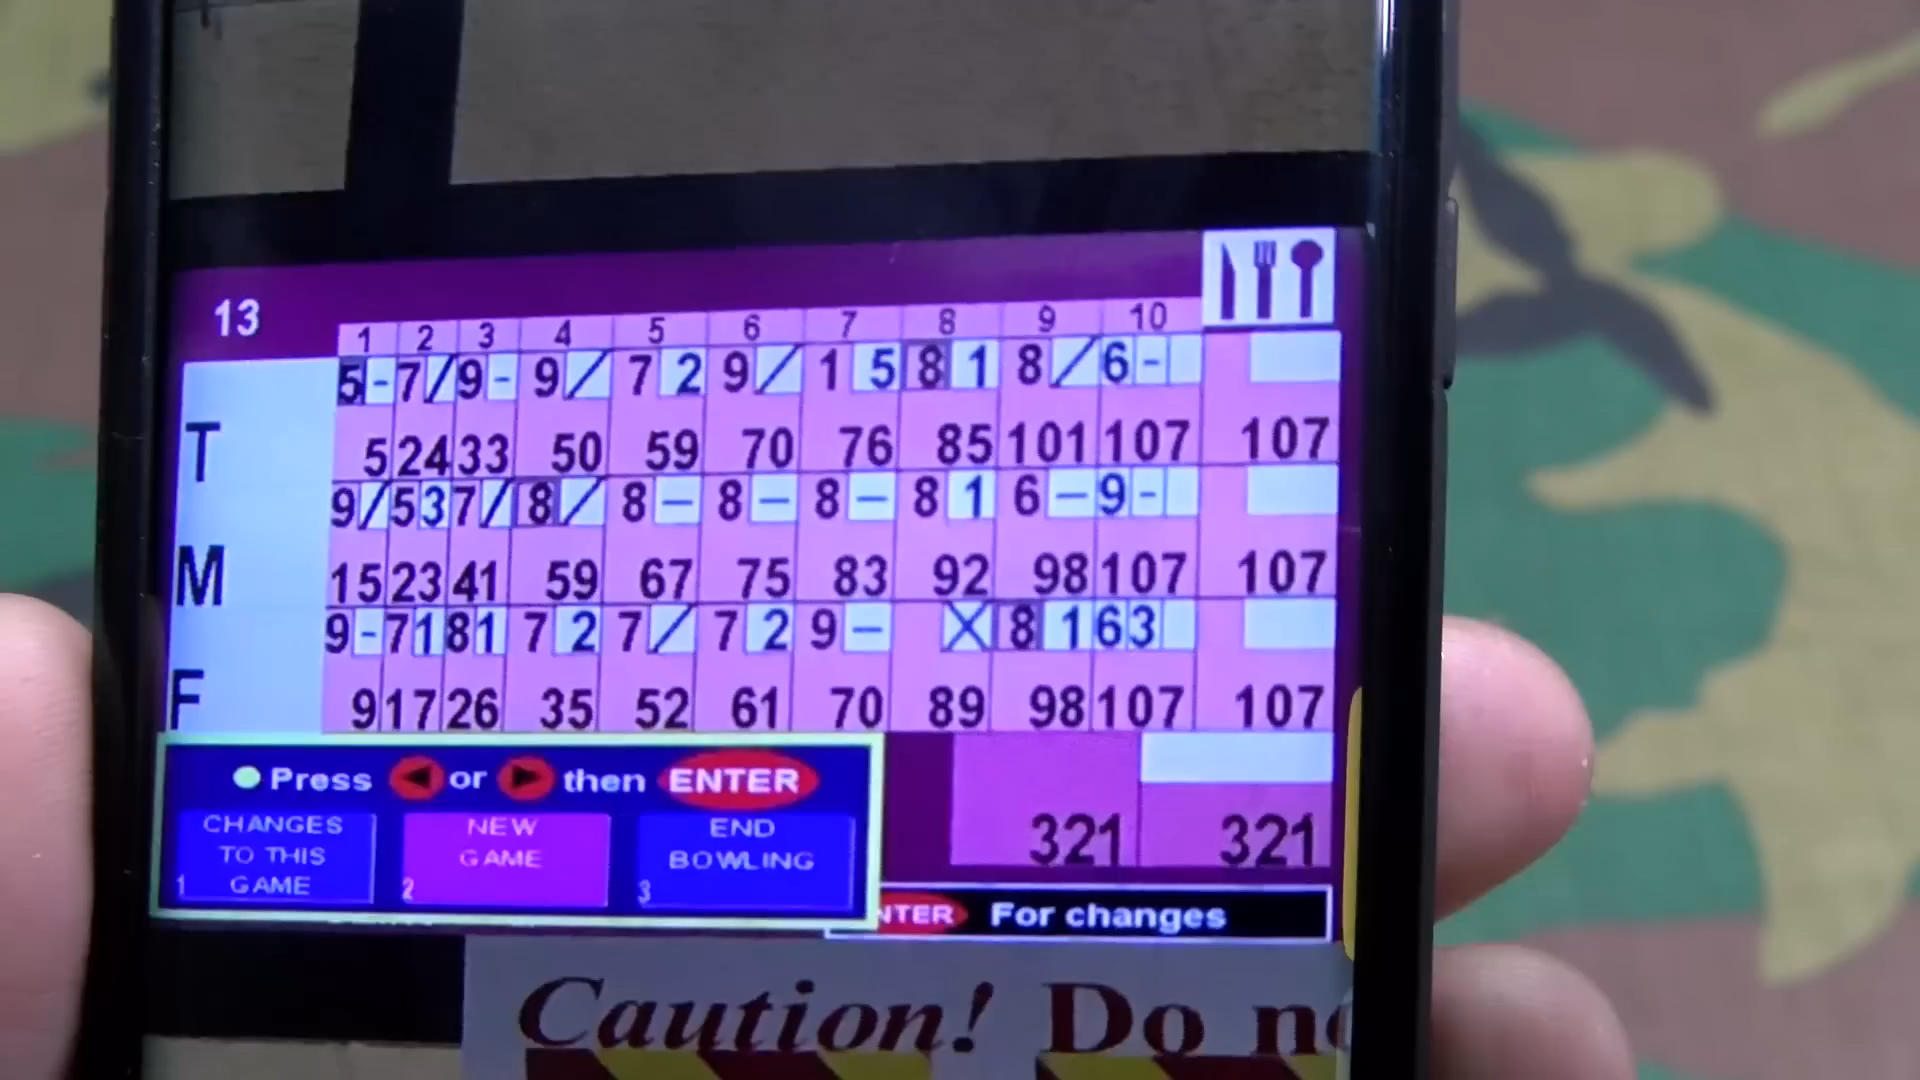 13
1 2 3 4 5 6 7 8 9 10
5 - 7 / 9 - 9 / 7 2 9 / 1 5 8 1 8 / 6 -
T 5 24 33 50 59 70 76 85 101 107 107
9 / 5 3 7 / 8 / 8 - 8 - 8 - 8 1 6 - 9 -
M 15 23 41 59 67 75 83 92 98 107 107
9 - 7 1 8 1 7 2 7 / 7 2 9 - X 8 1 6 3
F 9 17 26 35 52 61 70 89 98 107 107
Press ◀ or ▶ then ENTER
CHANGES
TO THIS
GAME
1
NEW
GAME
2
END
BOWLING
3
321 321
NTER For changes
Caution! Do